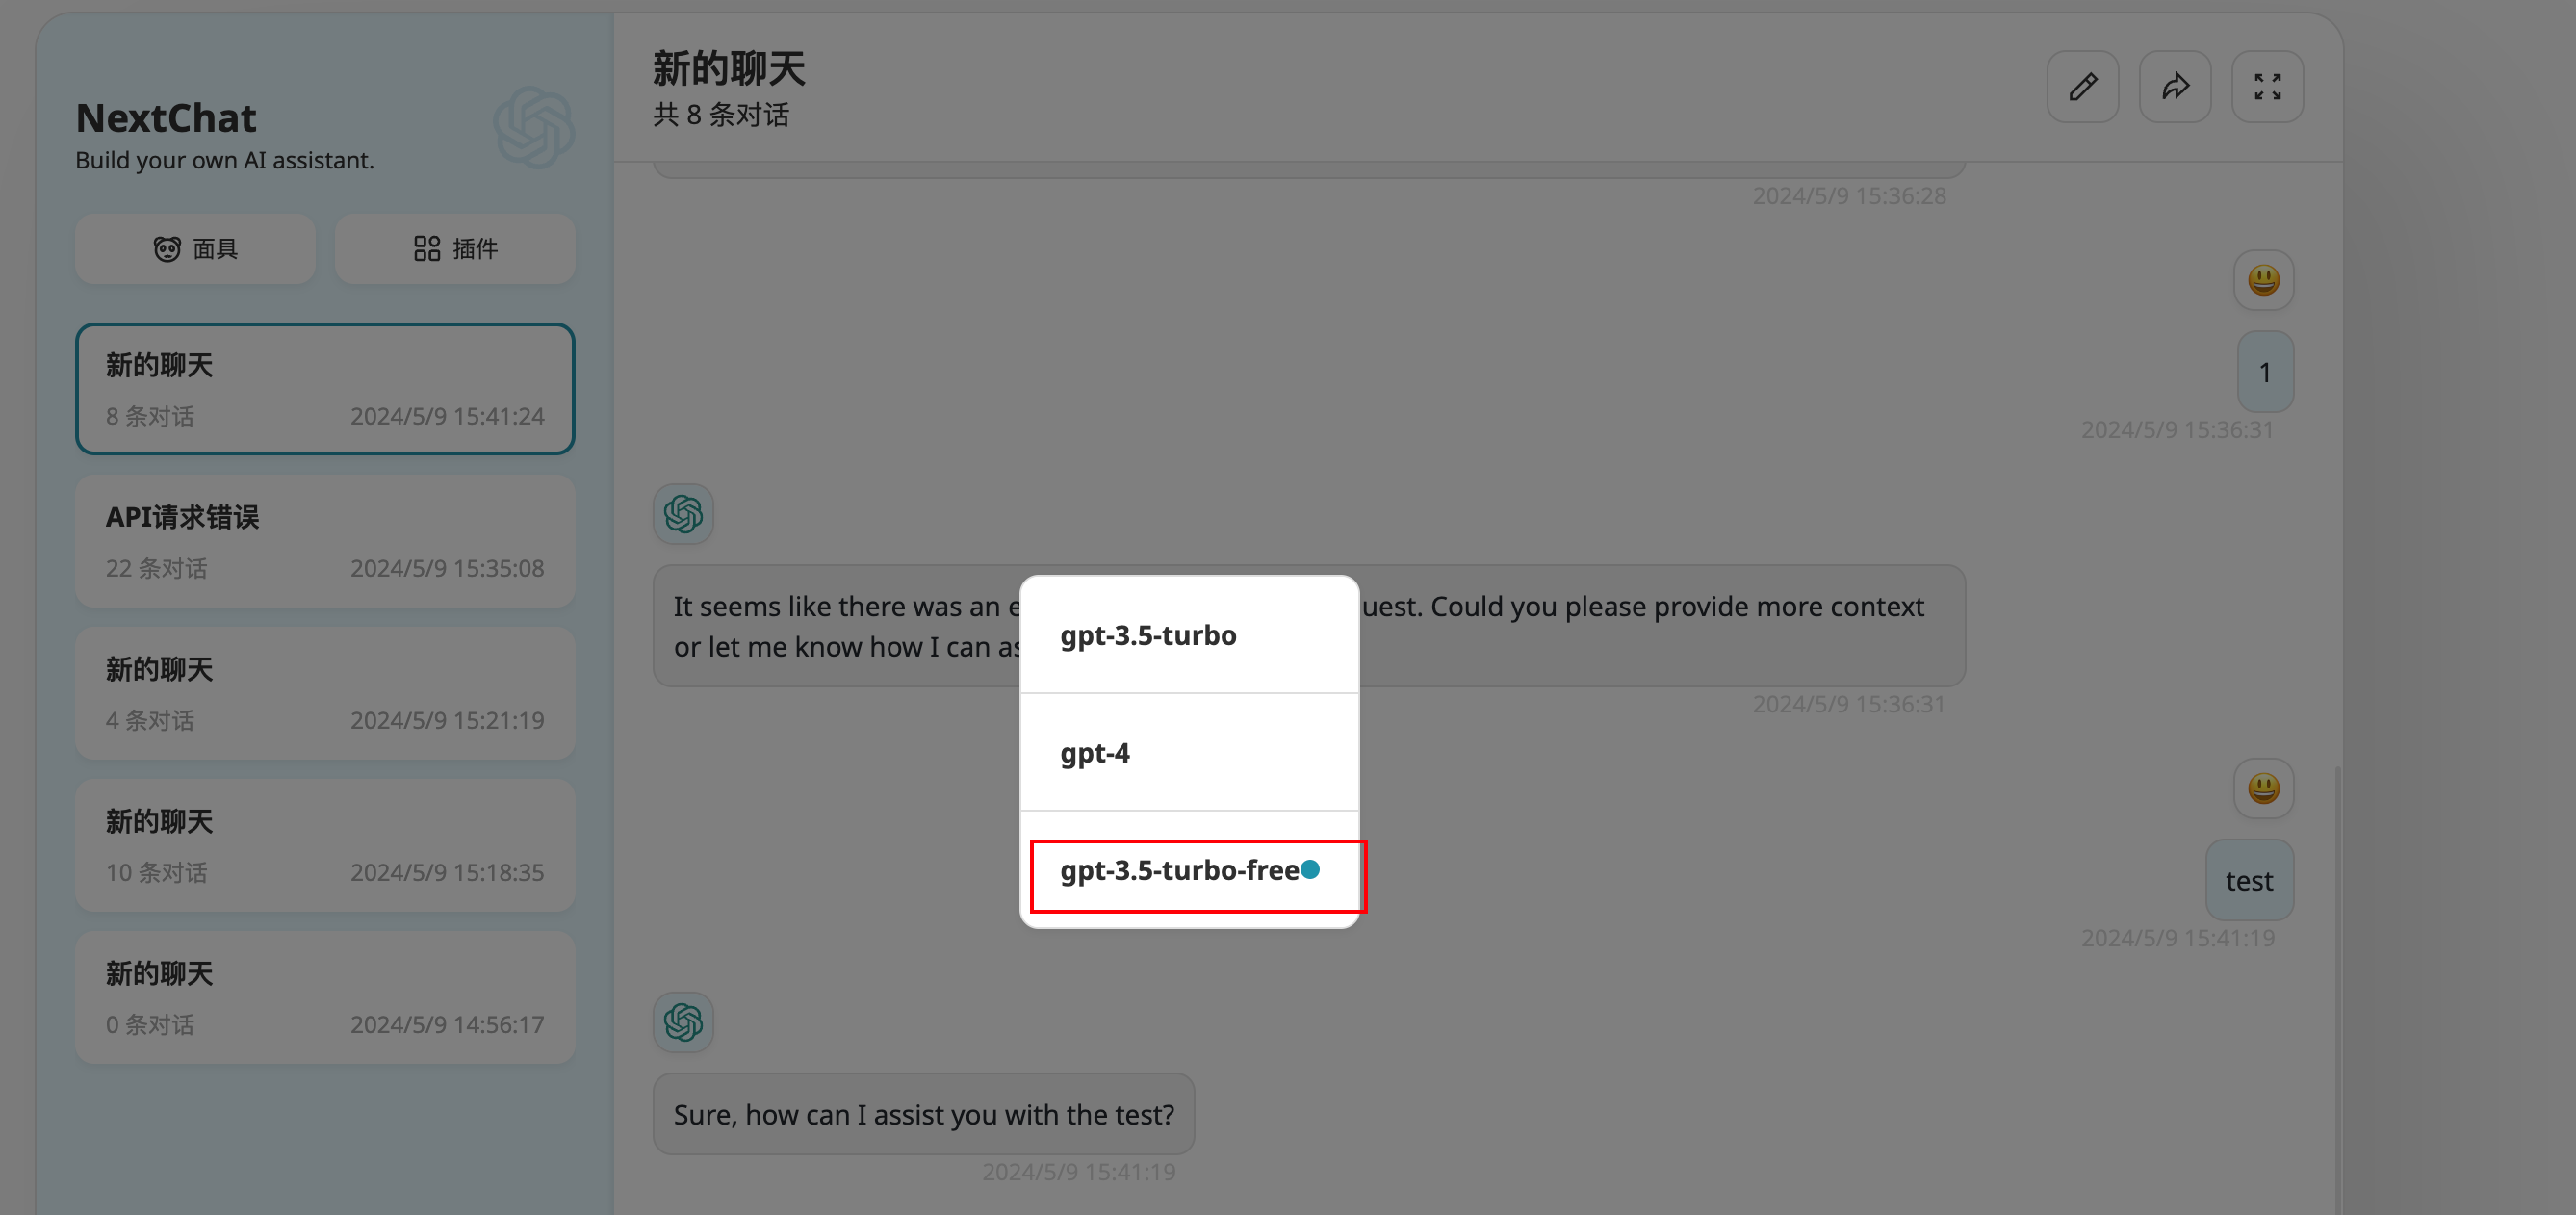 NextChat
Build your own AI assistant.
面具
插件
新的聊天
8 条对话
2024/5/9 15:41:24
API请求错误
22 条对话
2024/5/9 15:35:08
新的聊天
4 条对话
2024/5/9 15:21:19
新的聊天
10 条对话
2024/5/9 15:18:35
新的聊天
0 条对话
2024/5/9 14:56:17
新的聊天
共 8 条对话
2024/5/9 15:36:28
1
2024/5/9 15:36:31
It seems like there was an e
uest. Could you please provide more context
or let me know how I can as
2024/5/9 15:36:31
gpt-3.5-turbo
gpt-4
gpt-3.5-turbo-free
test
2024/5/9 15:41:19
Sure, how can I assist you with the test?
2024/5/9 15:41:19